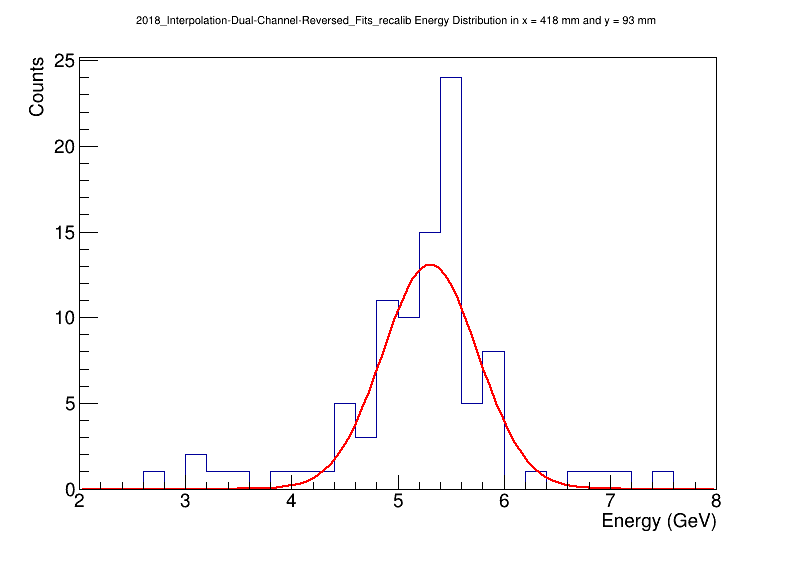 2018_Interpolation-Dual-Channel-Reversed_Fits_recalib Energy Distribution in x = 418 mm and y = 93 mm
Counts
25
20
15
10
5
0
2 3 4 5 6 7 8
Energy (GeV)